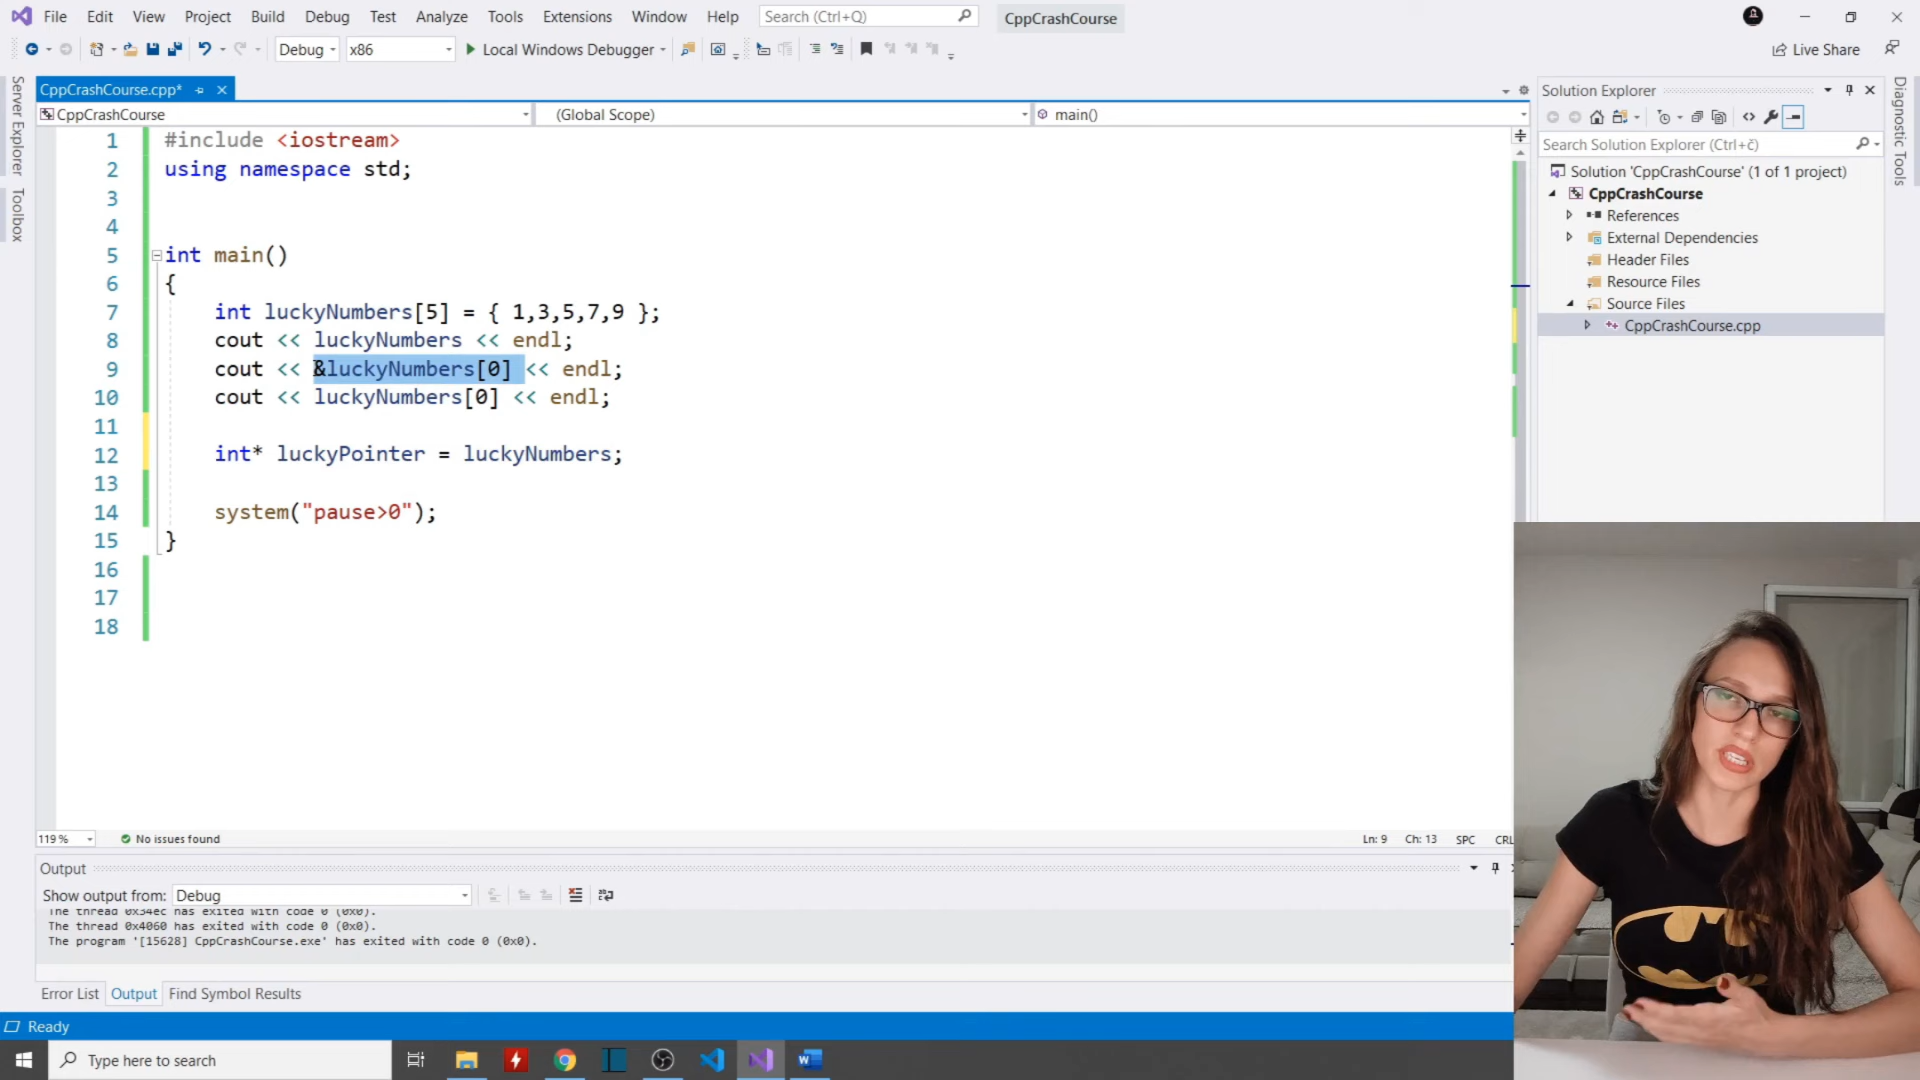 File Edit View Project Build Debug Test Analyze Tools Extensions Window Help Search (Ctrl+Q) CppCrashCourse
Debug x86 Local Windows Debugger Live Share
Server Explorer
Toolbox
CppCrashCourse.cpp*
CppCrashCourse (Global Scope) main()
1 #include <iostream>
2 using namespace std;
3
4
5 int main()
6 {
7 int luckyNumbers[5] = { 1,3,5,7,9 };
8 cout << luckyNumbers << endl;
9 cout << &luckyNumbers[0] << endl;
10 cout << luckyNumbers[0] << endl;
11
12 int* luckyPointer = luckyNumbers;
13
14 system("pause>0");
15 }
16
17
18
119 % No issues found Ln: 9 Ch: 13 SPC CRL
Output
Show output from: Debug
The thread 0x34ec has exited with code 0 (0x0).
The thread 0x4060 has exited with code 0 (0x0).
The program '[15628] CppCrashCourse.exe' has exited with code 0 (0x0).
Error List Output Find Symbol Results
Ready
Type here to search
Solution Explorer
Search Solution Explorer (Ctrl+č)
Solution 'CppCrashCourse' (1 of 1 project)
CppCrashCourse
References
External Dependencies
Header Files
Resource Files
Source Files
CppCrashCourse.cpp
Diagnostic Tools